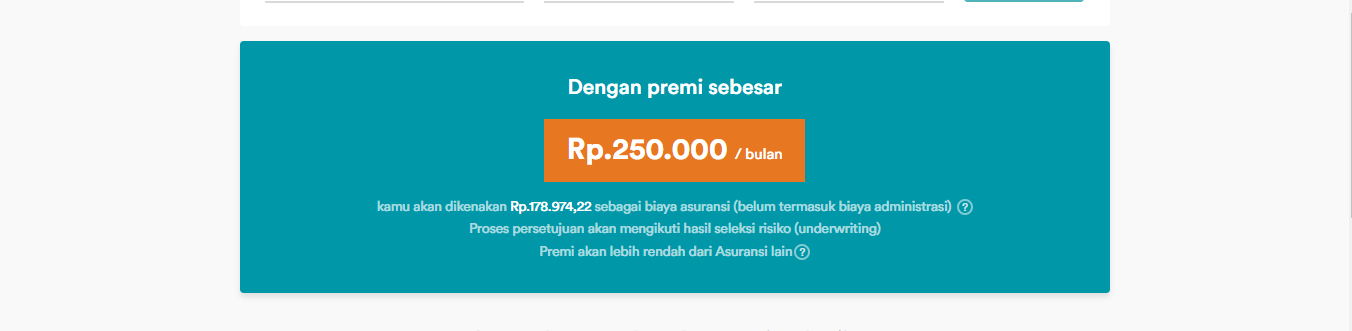 Dengan premi sebesar
Rp.250.000 / bulan
kamu akan dikenakan Rp.178.974,22 sebagai biaya asuransi (belum termasuk biaya administrasi) ?
Proses persetujuan akan mengikuti hasil seleksi risiko (underwriting)
Premi akan lebih rendah dari Asuransi lain ?